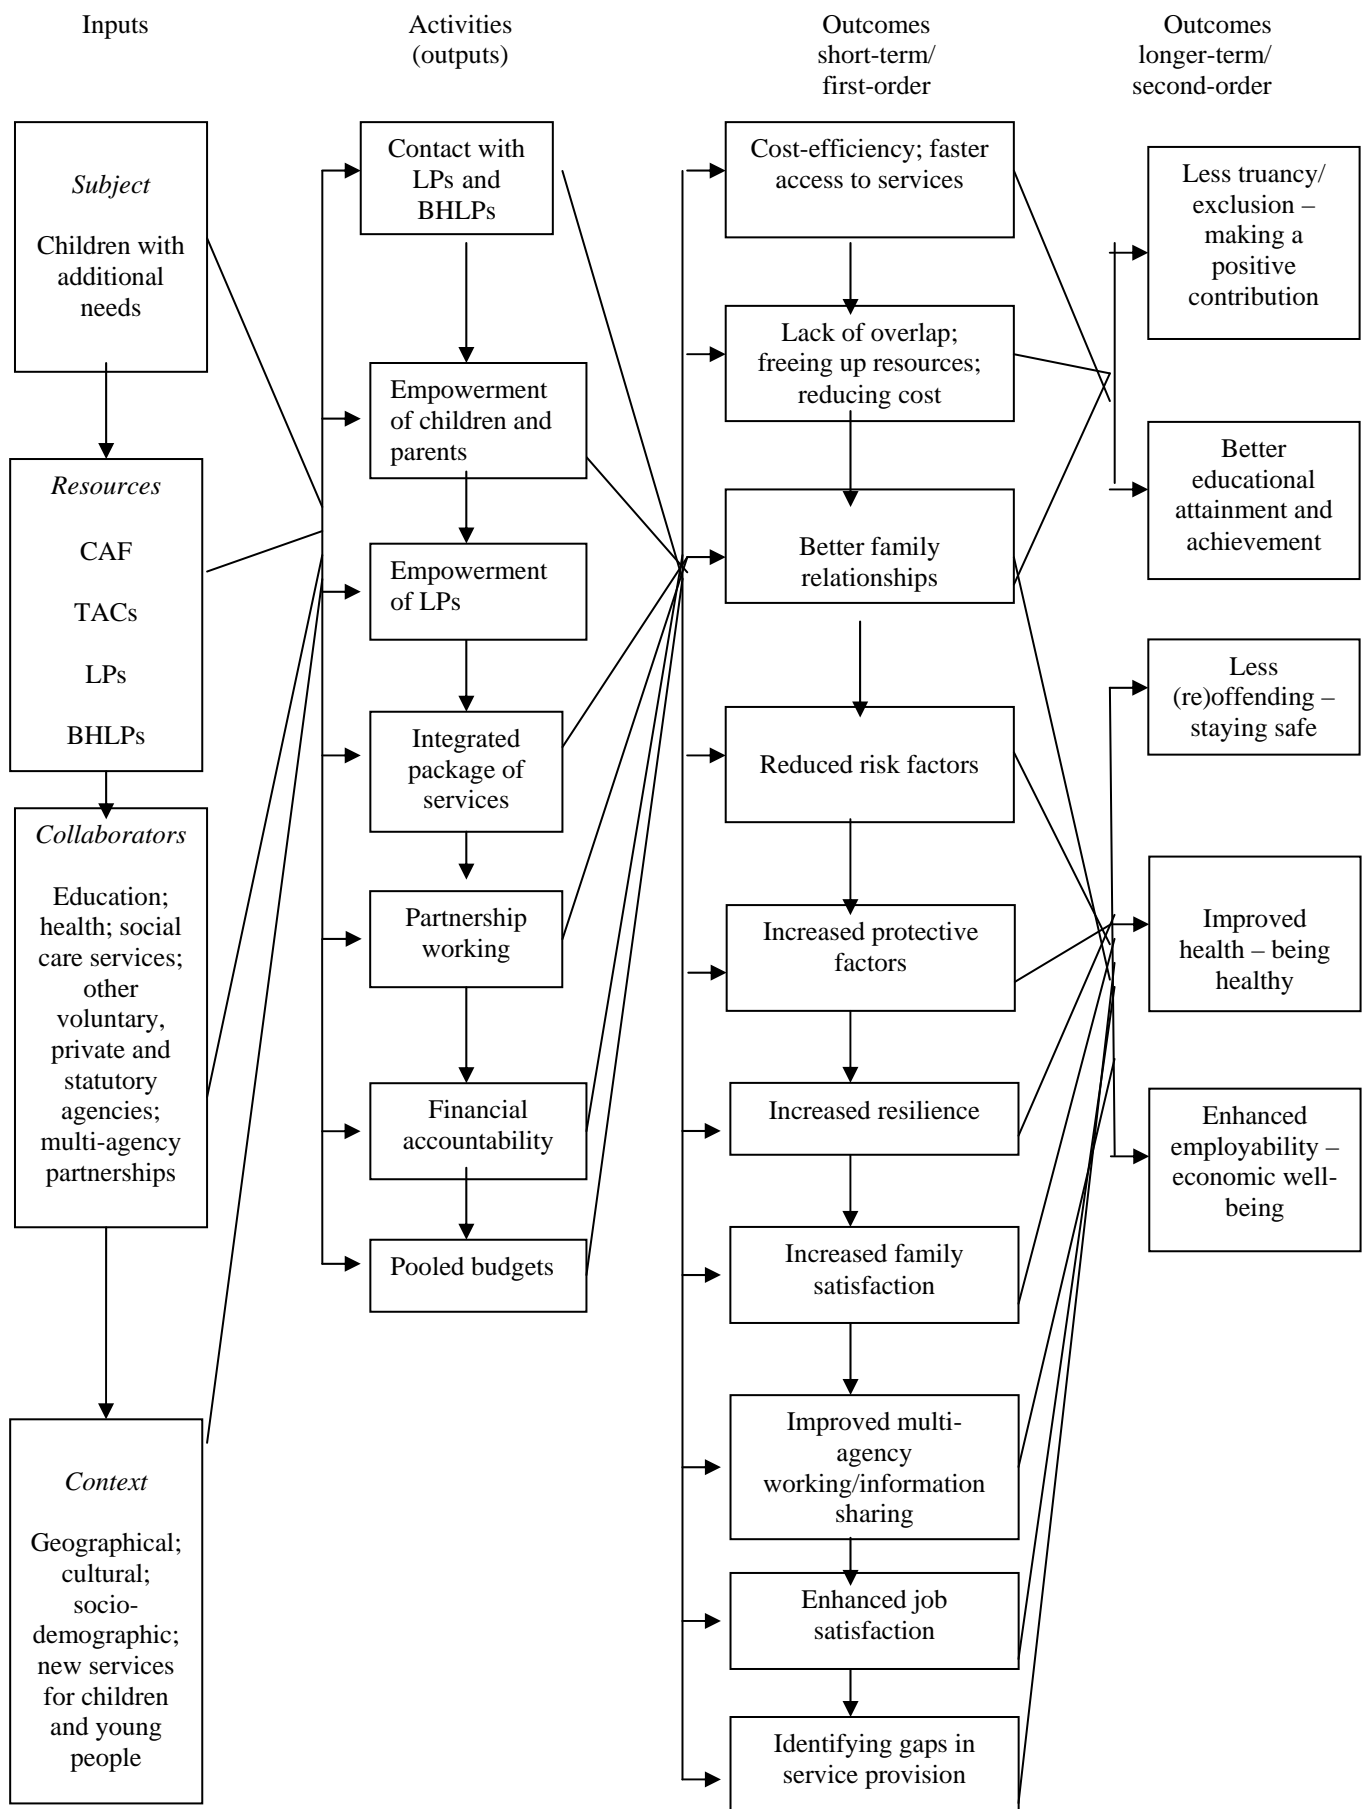 Inputs
Activities
(outputs)
Outcomes
short-term/
first-order
Outcomes
longer-term/
second-order
Subject
Children with
additional
needs
Resources
CAF
TACs
LPs
BHLPs
Collaborators
Education;
health; social
care services;
other
voluntary,
private and
statutory
agencies;
multi-agency
partnerships
Context
Geographical;
cultural;
socio-
demographic;
new services
for children
and young
people
Contact with
LPs and
BHLPs
Empowerment
of children and
parents
Empowerment
of LPs
Integrated
package of
services
Partnership
working
Financial
accountability
Pooled budgets
Cost-efficiency; faster
access to services
Lack of overlap;
freeing up resources;
reducing cost
Better family
relationships
Reduced risk factors
Increased protective
factors
Increased resilience
Increased family
satisfaction
Improved multi-
agency
working/information
sharing
Enhanced job
satisfaction
Identifying gaps in
service provision
Less truancy/
exclusion –
making a
positive
contribution
Better
educational
attainment and
achievement
Less
(re)offending –
staying safe
Improved
health – being
healthy
Enhanced
employability –
economic well-
being